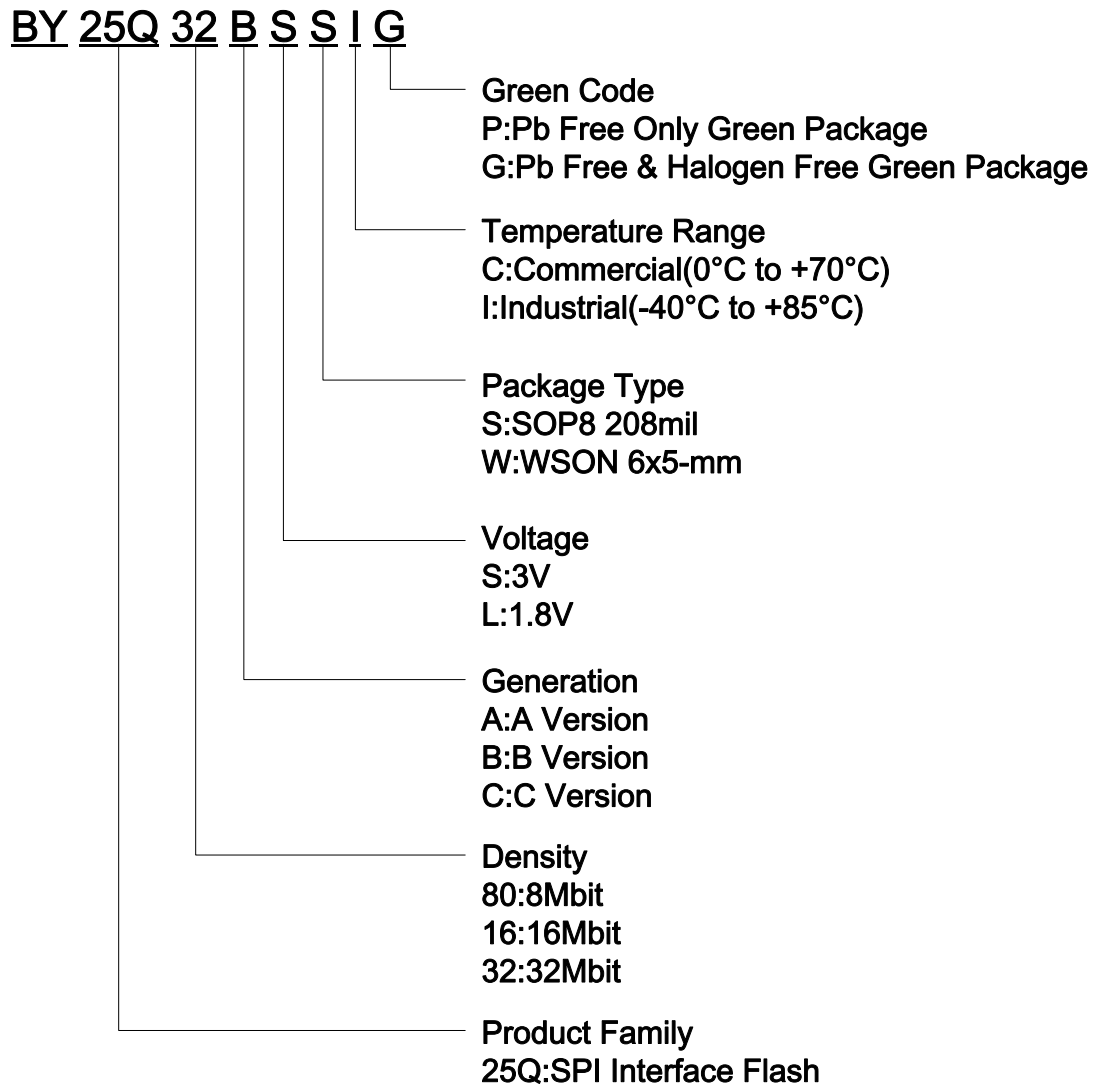 BY 25Q 32 B S S I G
Green Code
P:Pb Free Only Green Package
G:Pb Free & Halogen Free Green Package
Temperature Range
C:Commercial(0°C to +70°C)
I:Industrial(-40°C to +85°C)
Package Type
S:SOP8 208mil
W:WSON 6x5-mm
Voltage
S:3V
L:1.8V
Generation
A:A Version
B:B Version
C:C Version
Density
80:8Mbit
16:16Mbit
32:32Mbit
Product Family
25Q:SPI Interface Flash